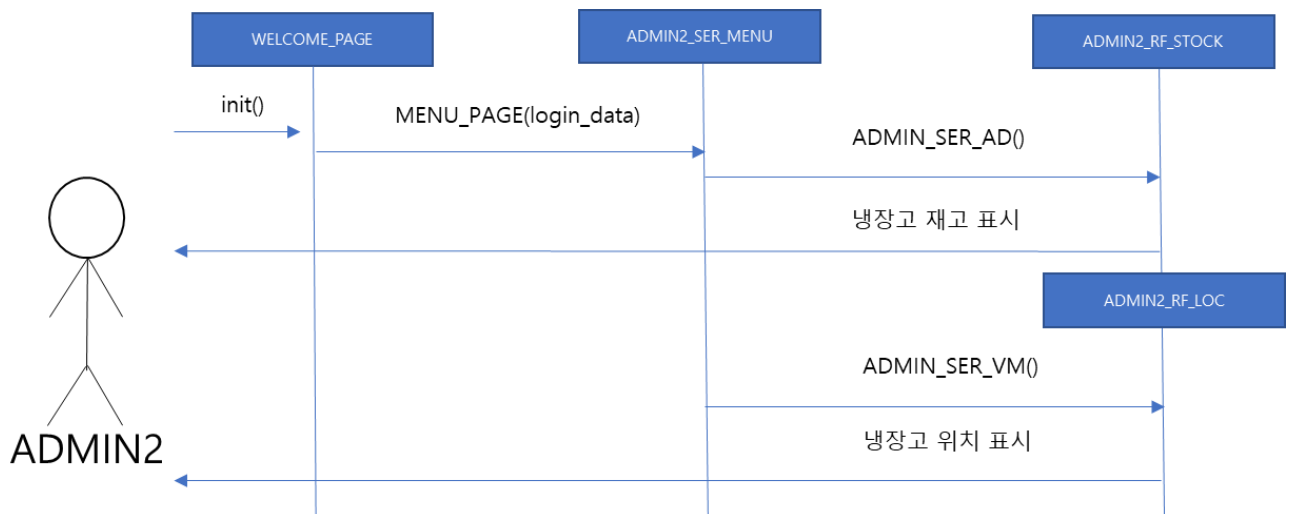 WELCOME_PAGE
ADMIN2_SER_MENU
ADMIN2_RF_STOCK
init()
MENU_PAGE(login_data)
ADMIN_SER_AD()
냉장고 재고 표시
ADMIN2_RF_LOC
ADMIN_SER_VM()
냉장고 위치 표시
ADMIN2